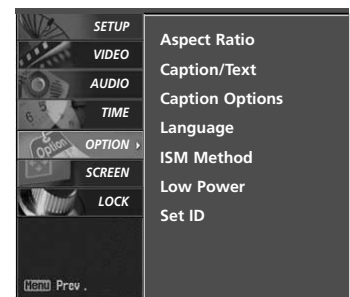 SETUP
VIDEO
AUDIO
TIME
OPTION
SCREEN
LOCK
Menu Prev.
Aspect Ratio
Caption/Text
Caption Options
Language
ISM Method
Low Power
Set ID